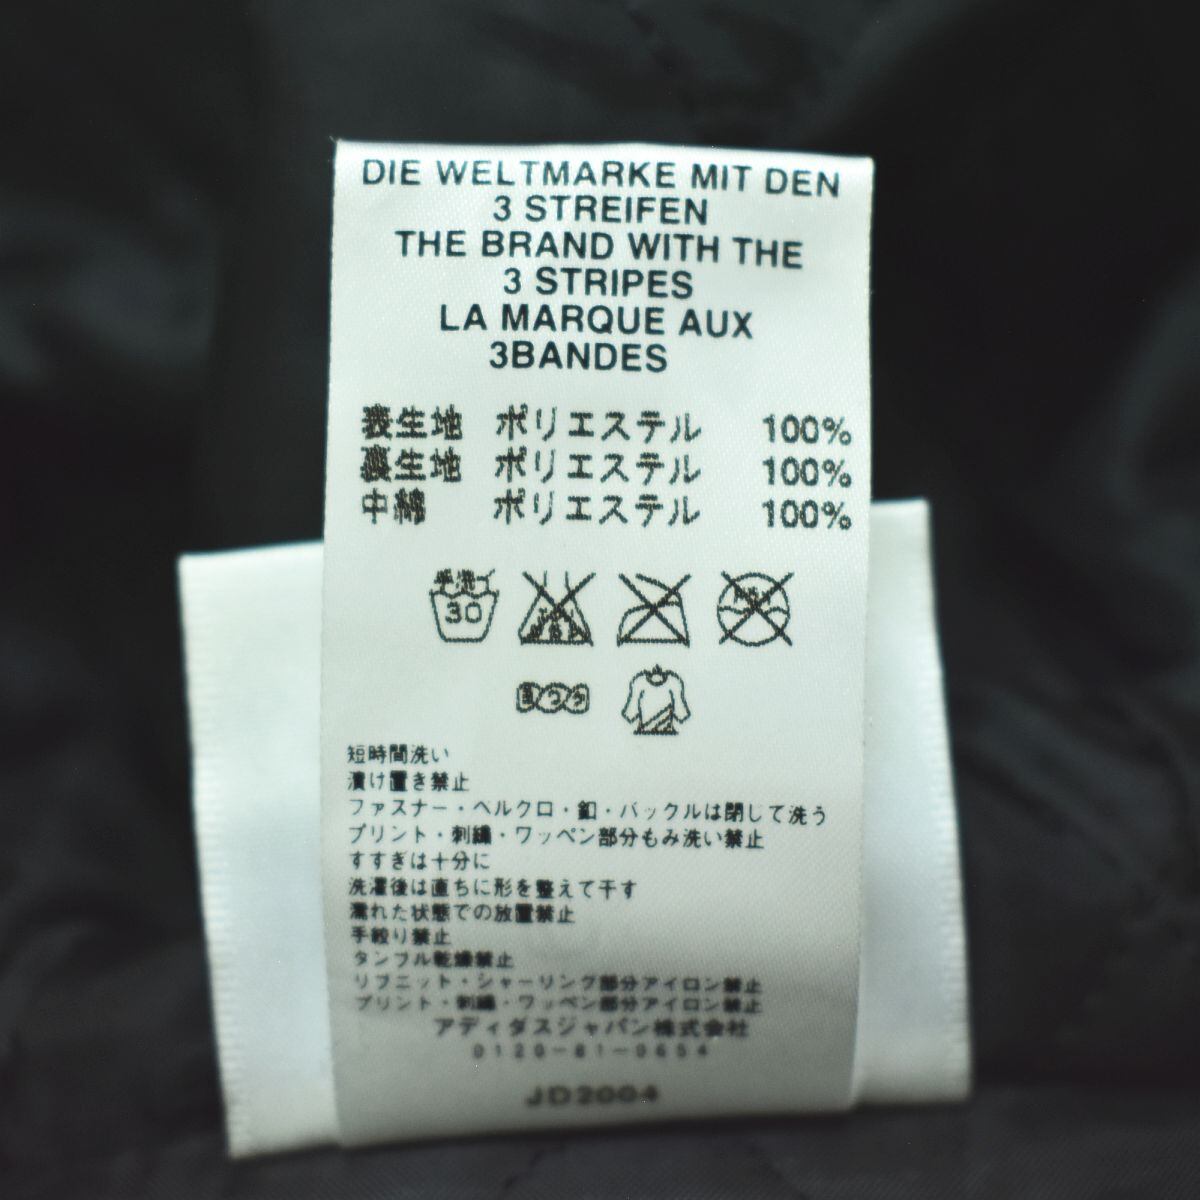 DIE WELTMARKE MIT DEN
3 STREIFEN
THE BRAND WITH THE
3 STRIPES
LA MARQUE AUX
3BANDES
表生地 ポリエステル 100%
裏生地 ポリエステル 100%
中綿 ポリエステル 100%
手洗イ
30
短時間洗い
漬け置き禁止
ファスナー・ベルクロ・釦・バックルは閉じて洗う
プリント・刺繍・ワッペン部分もみ洗い禁止
すすぎは十分に
洗濯後は直ちに形を整えて干す
濡れた状態での放置禁止
手絞り禁止
タンブル乾燥禁止
リブニット・シャーリング部分アイロン禁止
プリント・刺繍・ワッペン部分アイロン禁止
アディダスジャパン株式会社
0120-81-0654
JD2004